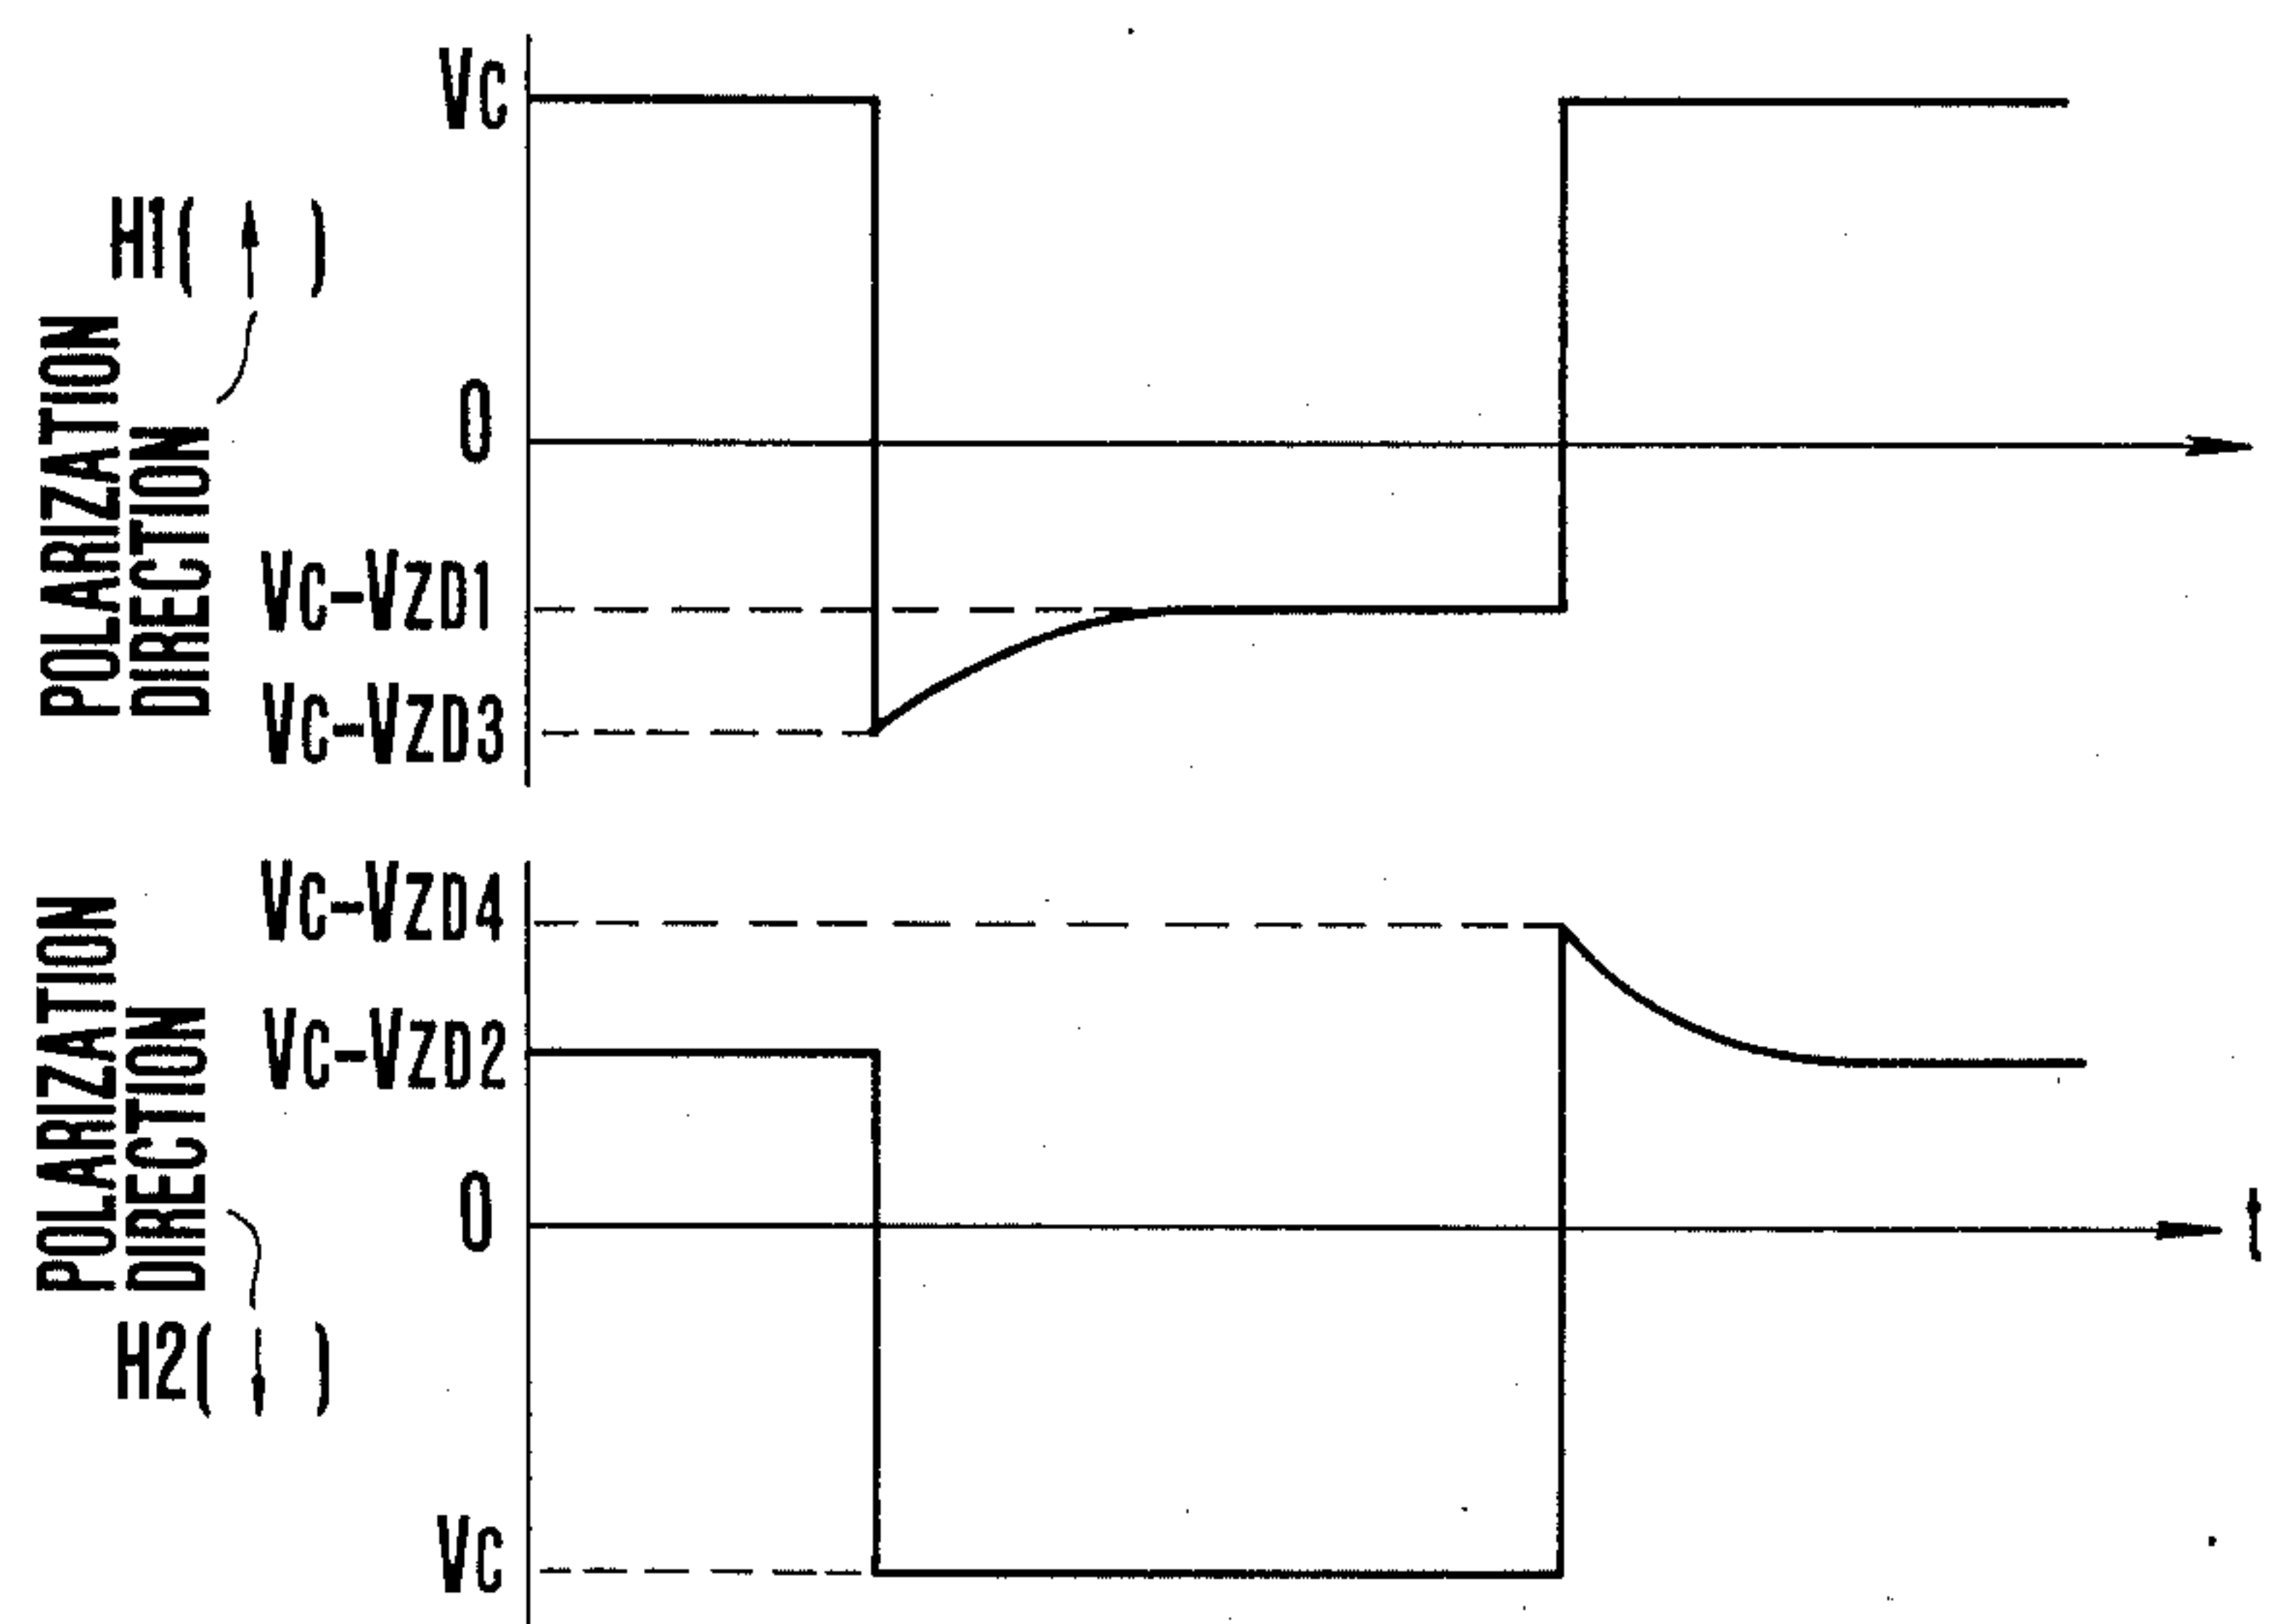 VC
H1( )
POLARIZATION
DIRECTION
0
VC-VZD1
VC-VZD3
VC-VZD4
VC-VZD2
POLARIZATION
DIRECTION
0
t
H2( )
VC